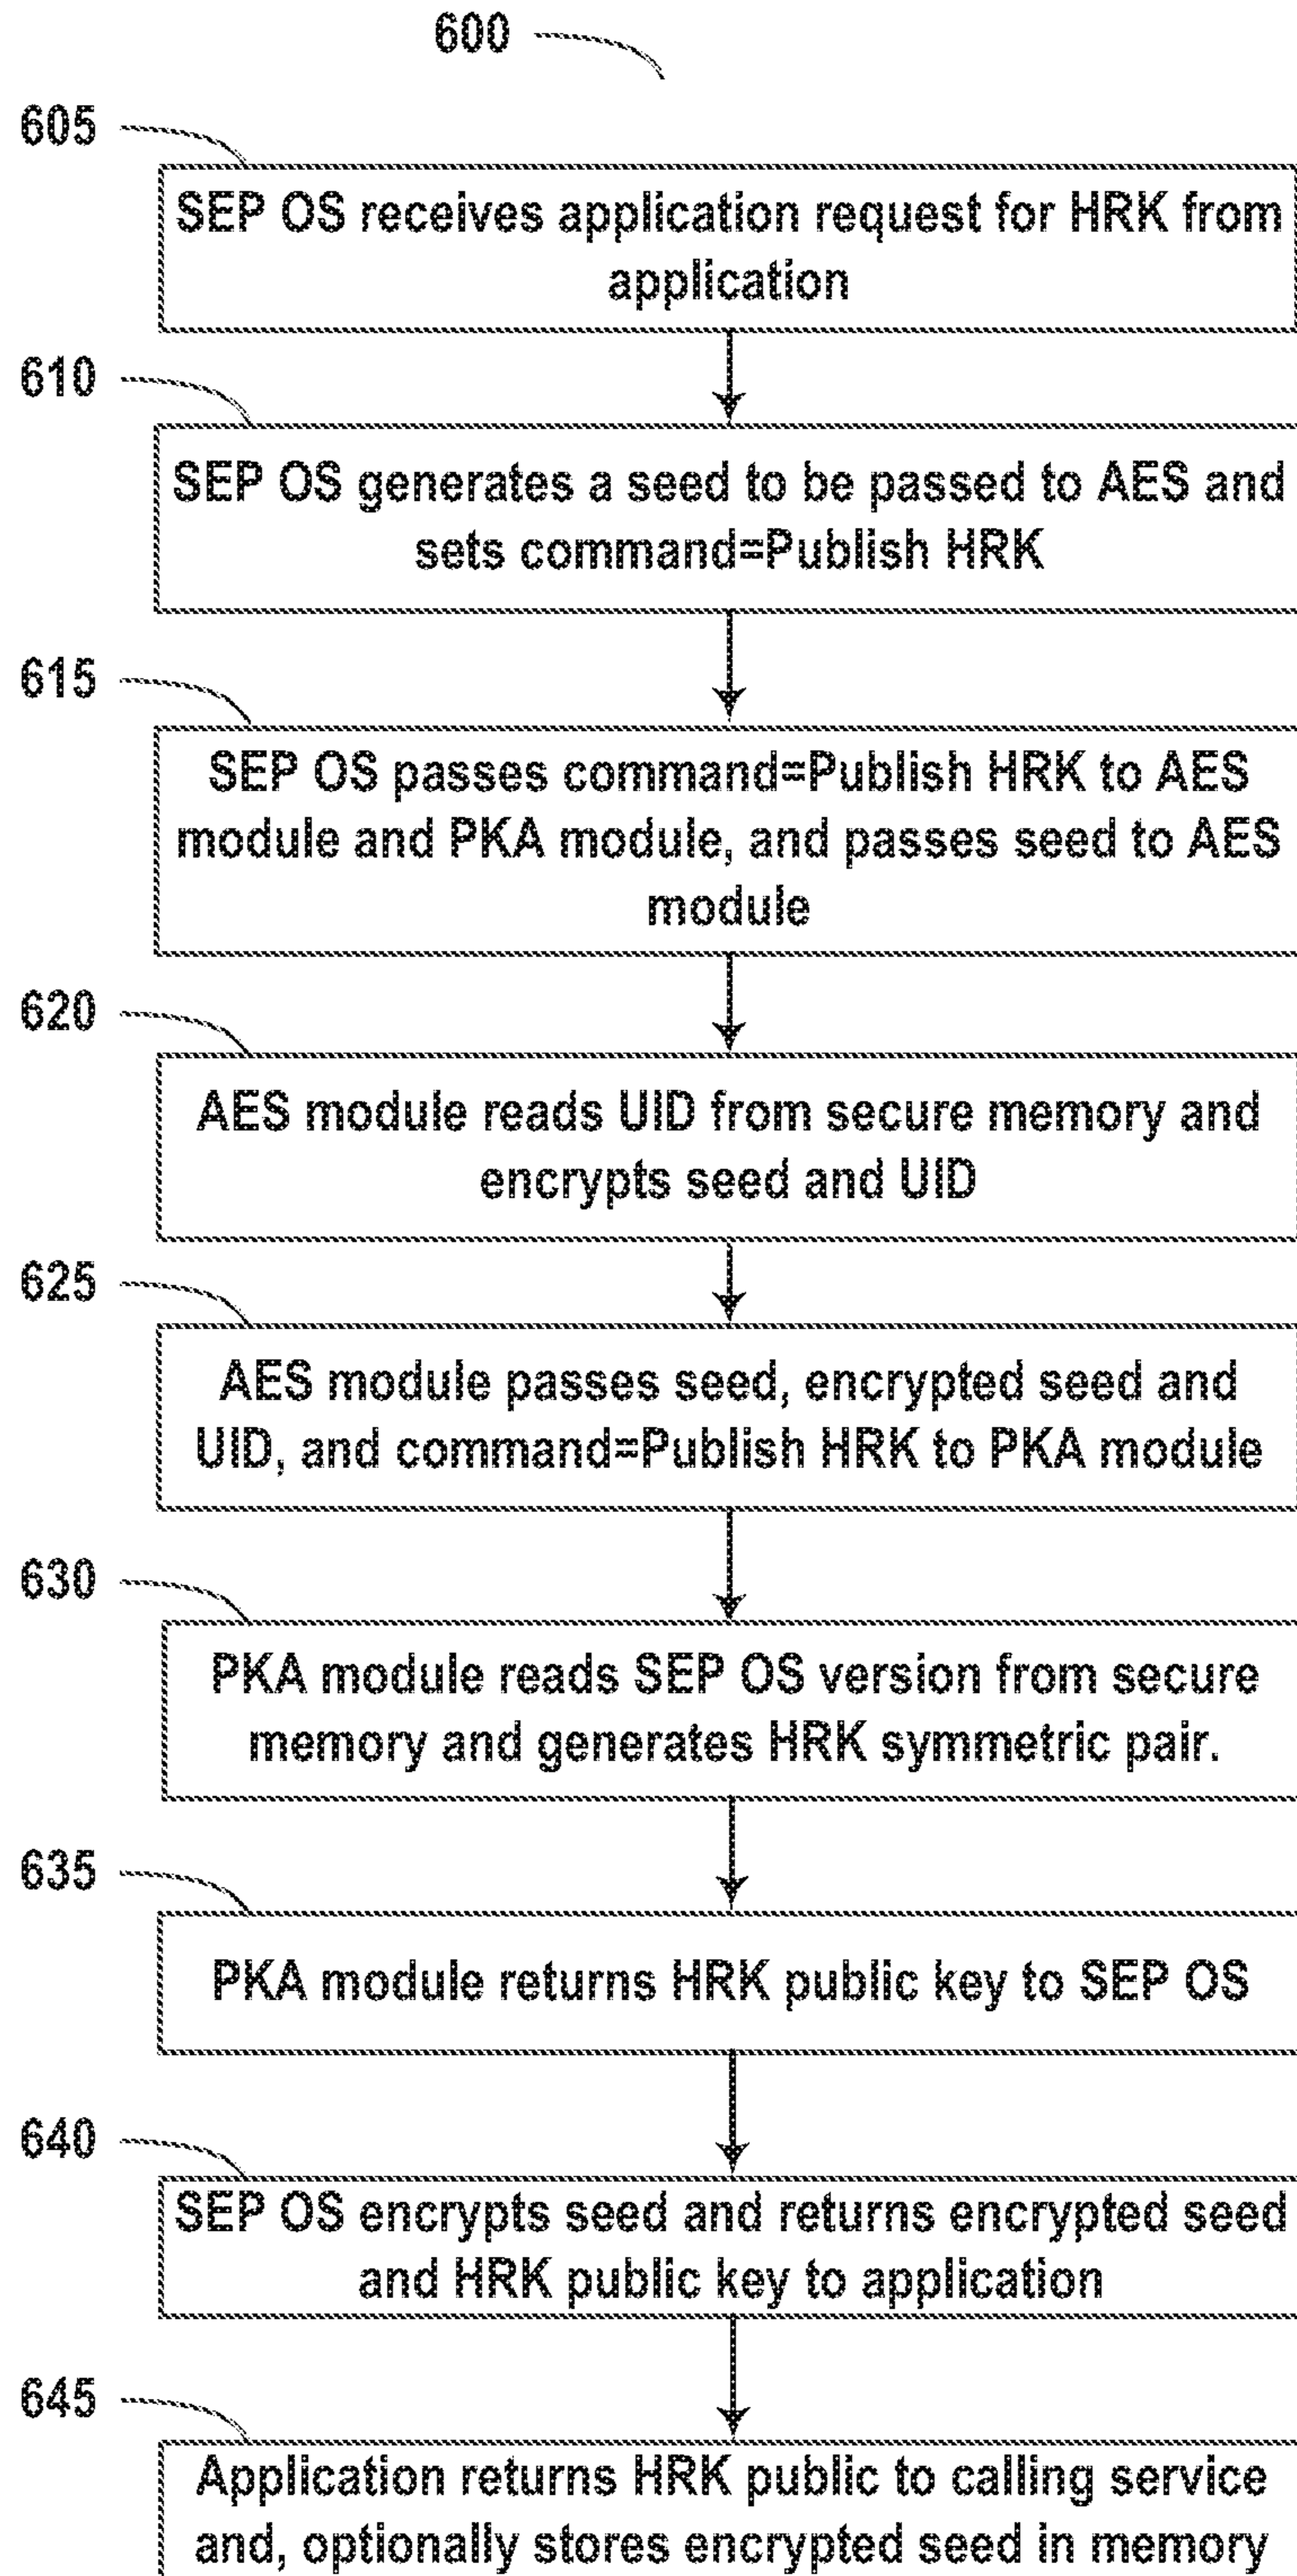 600
605
SEP OS receives application request for HRK from
application
610
SEP OS generates a seed to be passed to AES and
sets command=Publish HRK
615
SEP OS passes command=Publish HRK to AES
module and PKA module, and passes seed to AES
module
620
AES module reads UID from secure memory and
encrypts seed and UID
625
AES module passes seed, encrypted seed and
UID, and command=Publish HRK to PKA module
630
PKA module reads SEP OS version from secure
memory and generates HRK symmetric pair.
635
PKA module returns HRK public key to SEP OS
640
SEP OS encrypts seed and returns encrypted seed
and HRK public key to application
645
Application returns HRK public to calling service
and, optionally stores encrypted seed in memory